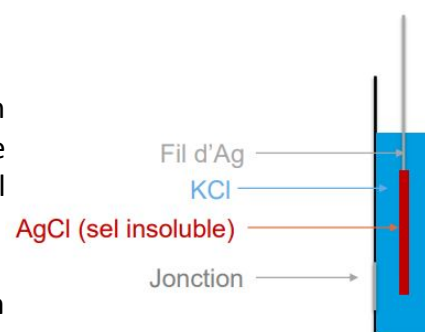 n
e
Fil d'Ag
l
KCl
AgCl (sel insoluble)
Jonction
n